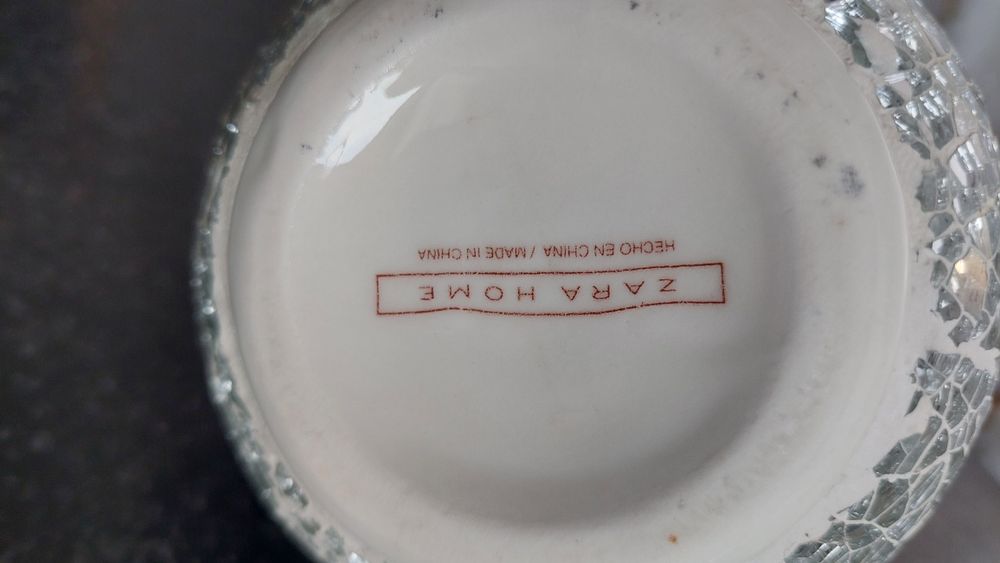 ZARA HOME
HECHO EN CHINA / MADE IN CHINA